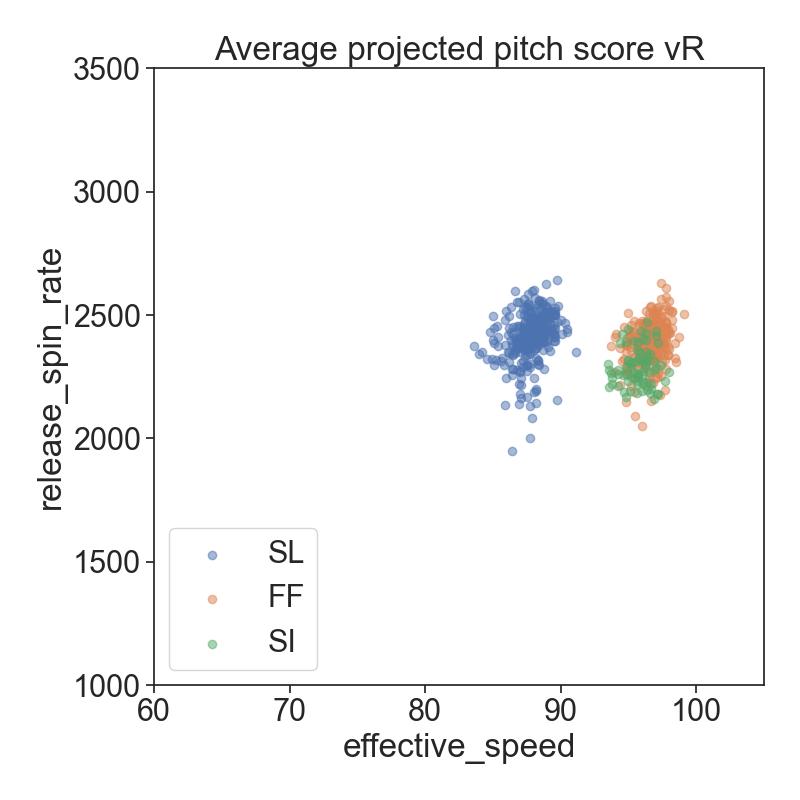 Average projected pitch score vR
3500
3000
2500
2000
1500
1000
release_spin_rate
SL
FF
SI
60 70 80 90 100
effective_speed